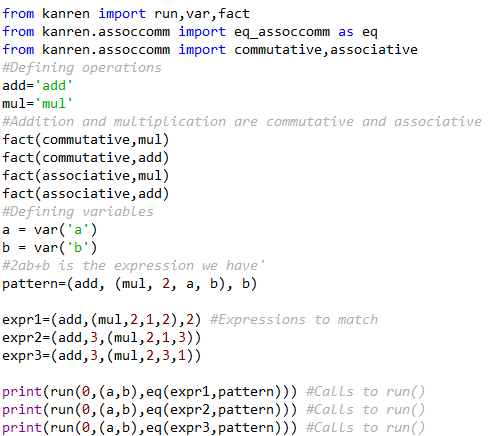 from kanren import run,var,fact
from kanren.assoccomm import eq_assoccomm as eq
from kanren.assoccomm import commutative,associative
#Defining operations
add='add'
mul='mul'
#Addition and multiplication are commutative and associative
fact(commutative,mul)
fact(commutative,add)
fact(associative,mul)
fact(associative,add)
#Defining variables
a = var('a')
b = var('b')
#2ab+b is the expression we have'
pattern=(add, (mul, 2, a, b), b)
expr1=(add,(mul,2,1,2),2) #Expressions to match
expr2=(add,3,(mul,2,1,3))
expr3=(add,3,(mul,2,3,1))
print(run(0,(a,b),eq(expr1,pattern))) #Calls to run()
print(run(0,(a,b),eq(expr2,pattern))) #Calls to run()
print(run(0,(a,b),eq(expr3,pattern))) #Calls to run()